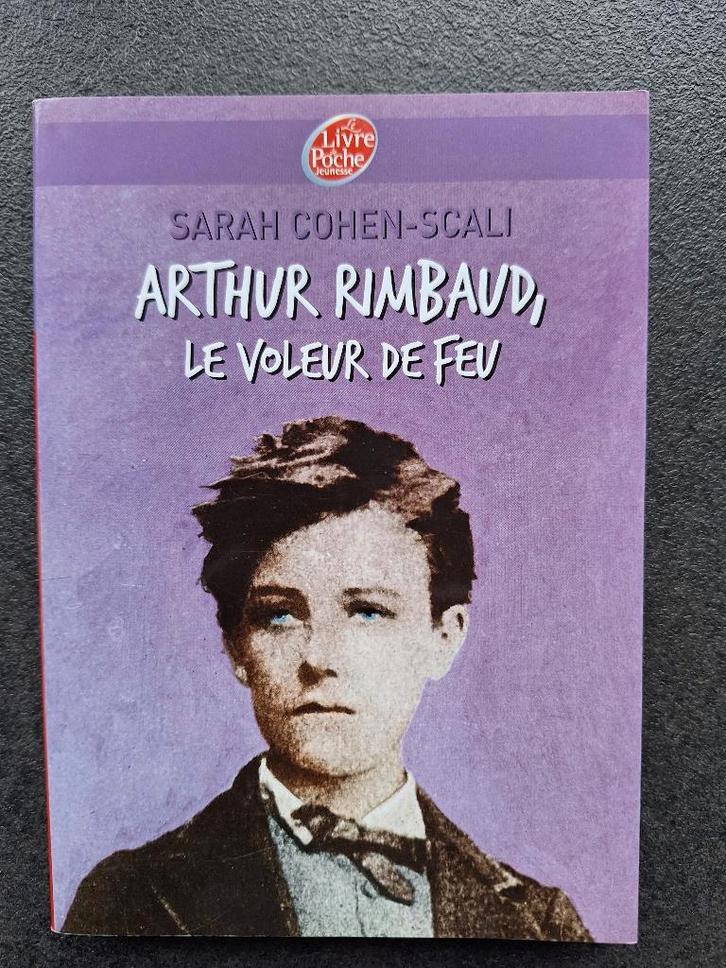 Le
Livre
de
Poche
Jeunesse
SARAH COHEN-SCALI
ARTHUR RIMBAUD,
LE VOLEUR DE FEU